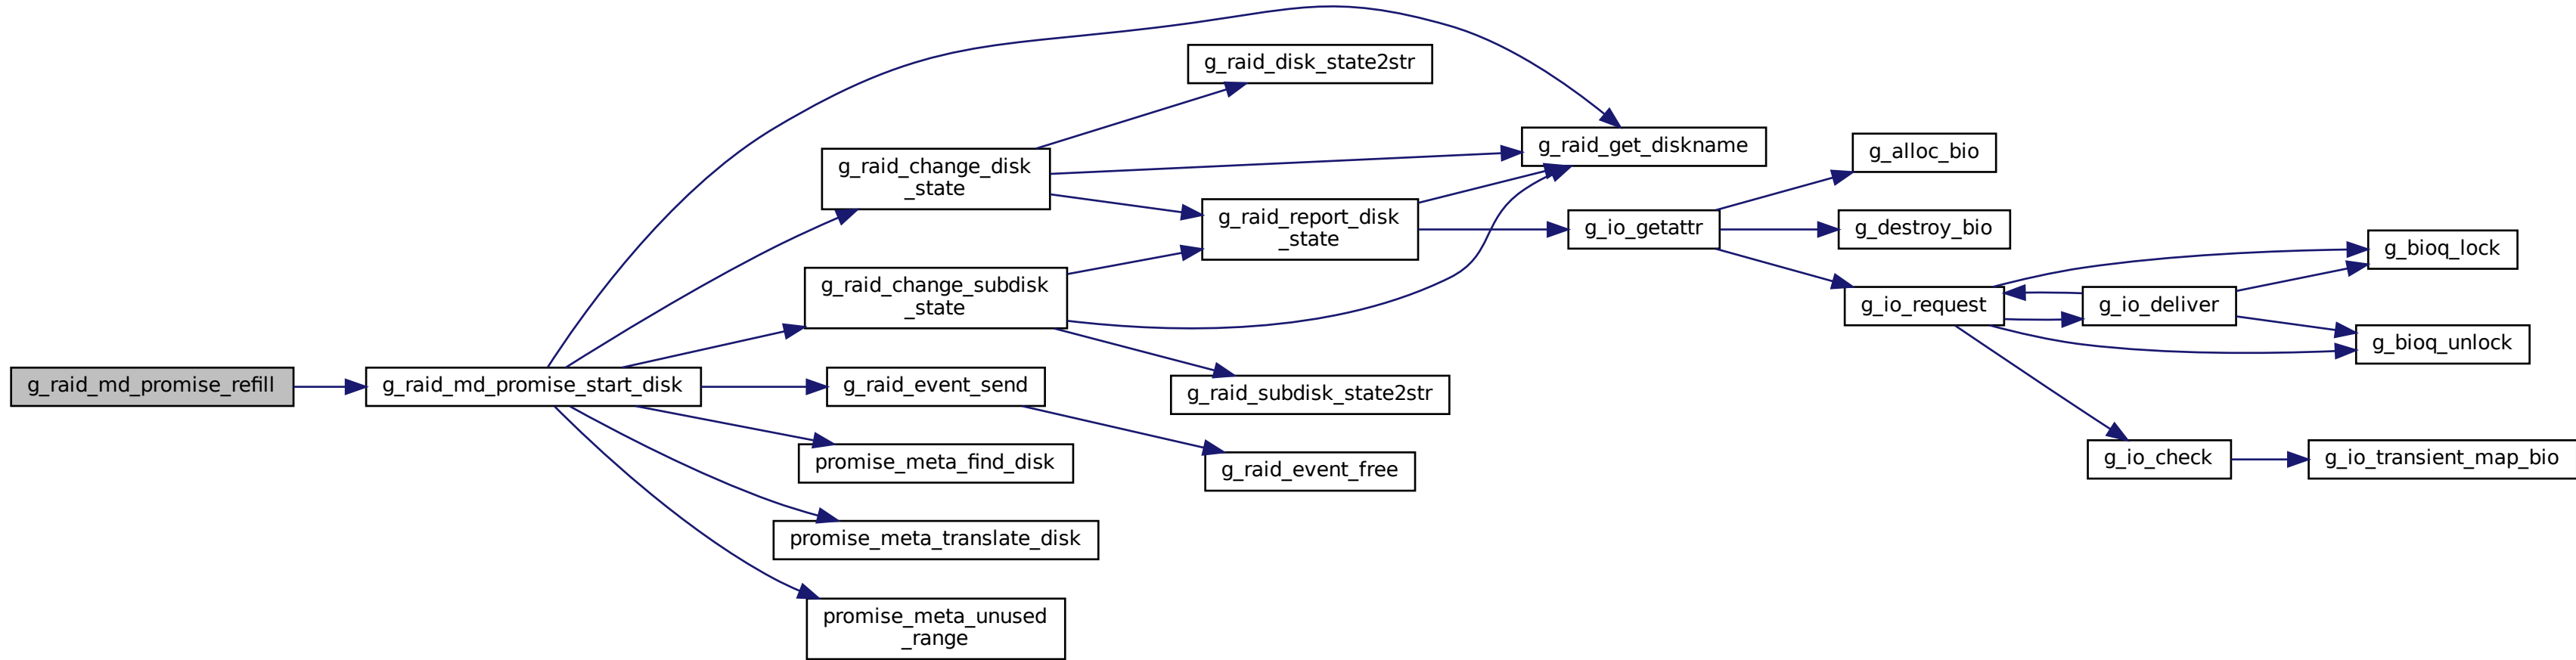 g_raid_md_promise_refill
g_raid_md_promise_start_disk
g_raid_change_disk
_state
g_raid_change_subdisk
_state
g_raid_event_send
promise_meta_find_disk
promise_meta_translate_disk
promise_meta_unused
_range
g_raid_disk_state2str
g_raid_report_disk
_state
g_raid_subdisk_state2str
g_raid_event_free
g_raid_get_diskname
g_io_getattr
g_alloc_bio
g_destroy_bio
g_io_request
g_io_deliver
g_io_check
g_bioq_lock
g_bioq_unlock
g_io_transient_map_bio